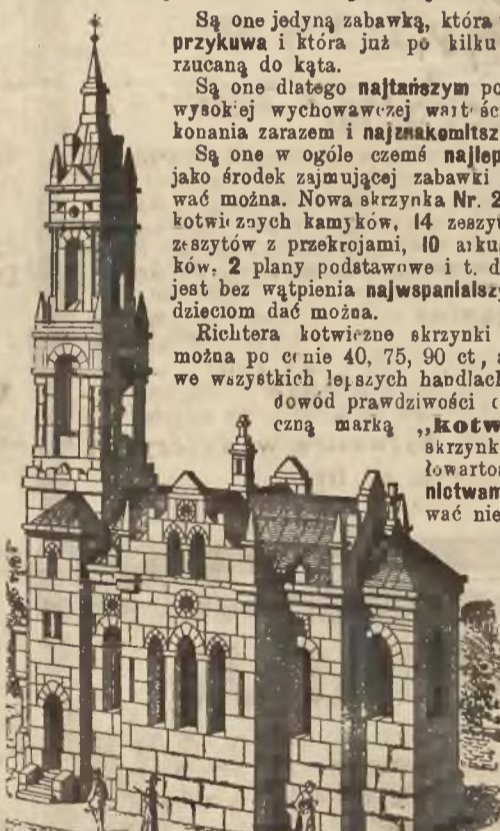 Są one jedyną zabawką, która
przykuwa i która już po kilku
rzucaną do kąta.
Są one dlatego najtańszym po
wysokiej wychowawczej wart ści
konania zarazem i najznakomitsz
Są one w ogóle czemś najlep
jako środek zajmującej zabawki
wać można. Nowa skrzynka Nr. 2
kotwicznych kamyków, 14 zeszyt
zeszytów z przekrojami, 10 arku
ków, 2 plany podstawowe i t. d
jest bez wątpienia najwspanialszy
dzieciom dać można.
Richtera kotwiczne skrzynki
można po cenie 40, 75, 90 ct,
we wszystkich lepszych handlach
dowód prawdziwości
czną marką „kotw
skrzynk
łowarto
nictwam
wać nie